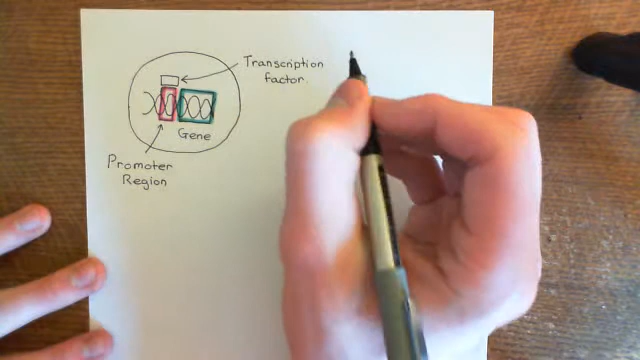 Transcription
factor
Gene
Promoter
Region